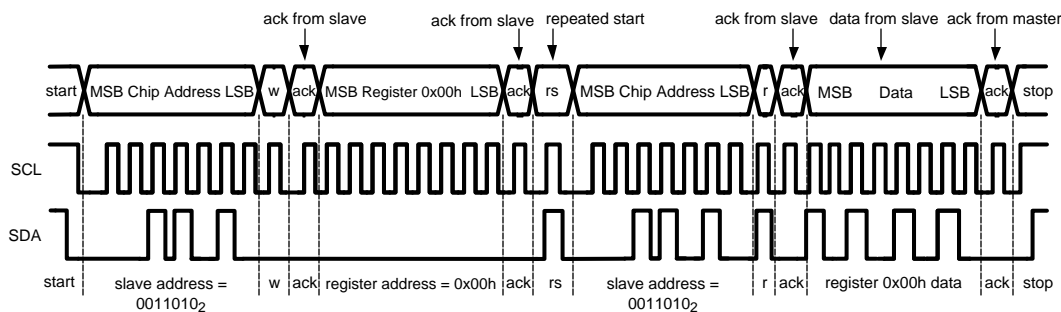 ack from slave
ack from slave repeated start
ack from slave data from slave ack from master
start MSB Chip Address LSB w ack MSB Register 0x00h LSB ack rs MSB Chip Address LSB r ack MSB Data LSB ack stop
SCL
SDA
start slave address = 0011010₂ w ack register address = 0x00h ack rs slave address = 0011010₂ r ack register 0x00h data ack stop